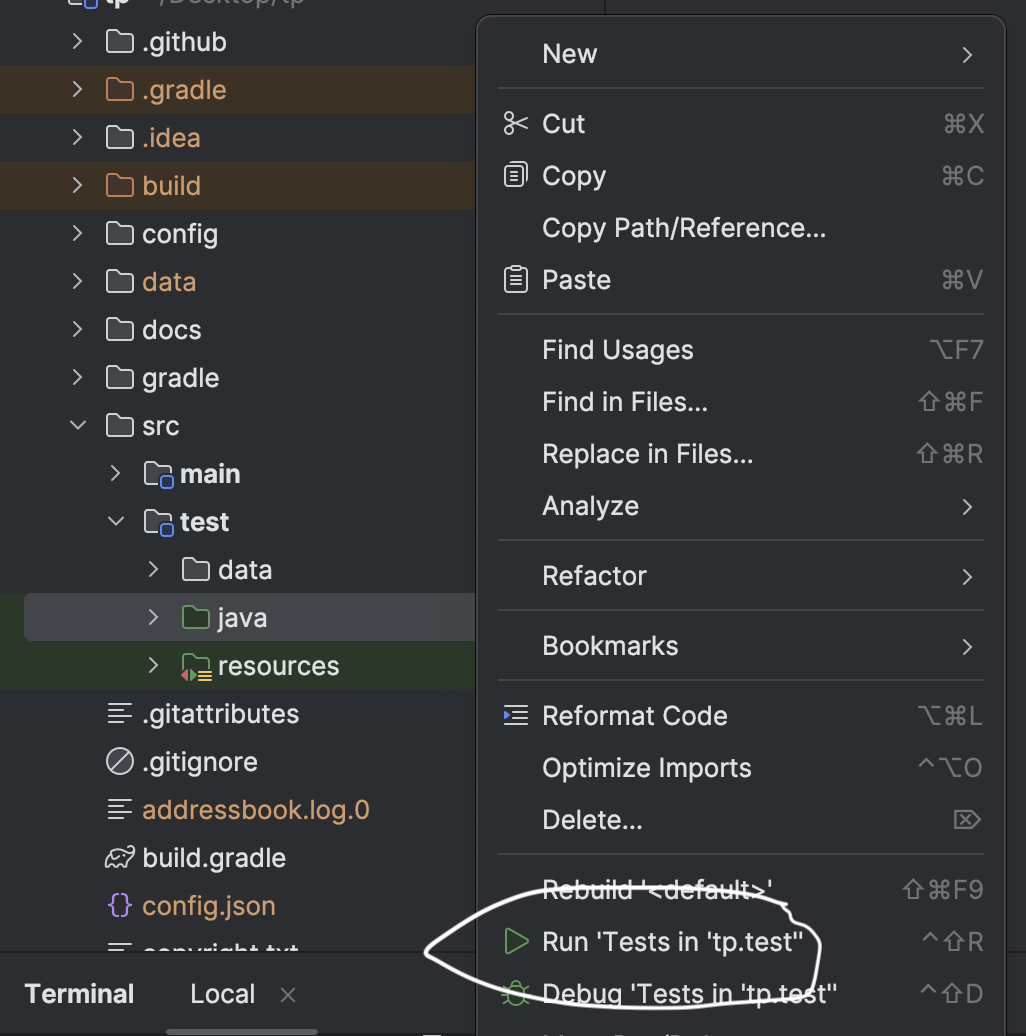 tp ~/Desktop/tp
.github
.gradle
.idea
build
config
data
docs
gradle
src
main
test
data
java
resources
.gitattributes
.gitignore
addressbook.log.0
build.gradle
config.json
copyright.txt
Terminal Local ×
New
Cut ⌘X
Copy ⌘C
Copy Path/Reference...
Paste ⌘V
Find Usages ⌥F7
Find in Files... ⇧⌘F
Replace in Files... ⇧⌘R
Analyze
Refactor
Bookmarks
Reformat Code ⌥⌘L
Optimize Imports ^⌥O
Delete... ⌦
Rebuild '<default>' ⇧⌘F9
Run 'Tests in 'tp.test'' ^⇧R
Debug 'Tests in 'tp.test'' ^⇧D